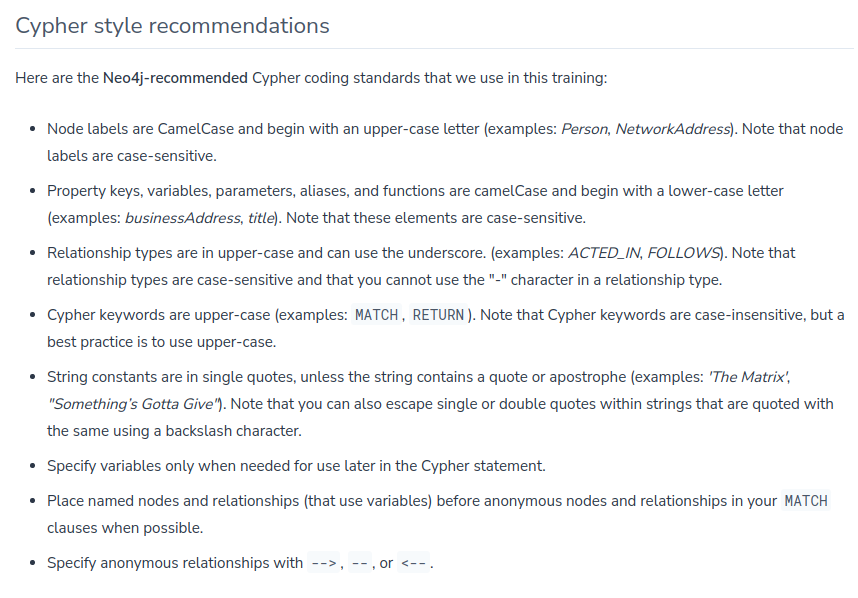 Cypher style recommendations
Here are the Neo4j-recommended Cypher coding standards that we use in this training:
• Node labels are CamelCase and begin with an upper-case letter (examples: Person, NetworkAddress). Note that node
labels are case-sensitive.
• Property keys, variables, parameters, aliases, and functions are camelCase and begin with a lower-case letter
(examples: businessAddress, title). Note that these elements are case-sensitive.
• Relationship types are in upper-case and can use the underscore. (examples: ACTED_IN, FOLLOWS). Note that
relationship types are case-sensitive and that you cannot use the "-" character in a relationship type.
• Cypher keywords are upper-case (examples: MATCH, RETURN). Note that Cypher keywords are case-insensitive, but a
best practice is to use upper-case.
• String constants are in single quotes, unless the string contains a quote or apostrophe (examples: 'The Matrix',
"Something’s Gotta Give"). Note that you can also escape single or double quotes within strings that are quoted with
the same using a backslash character.
• Specify variables only when needed for use later in the Cypher statement.
• Place named nodes and relationships (that use variables) before anonymous nodes and relationships in your MATCH
clauses when possible.
• Specify anonymous relationships with -->, --, or <--.